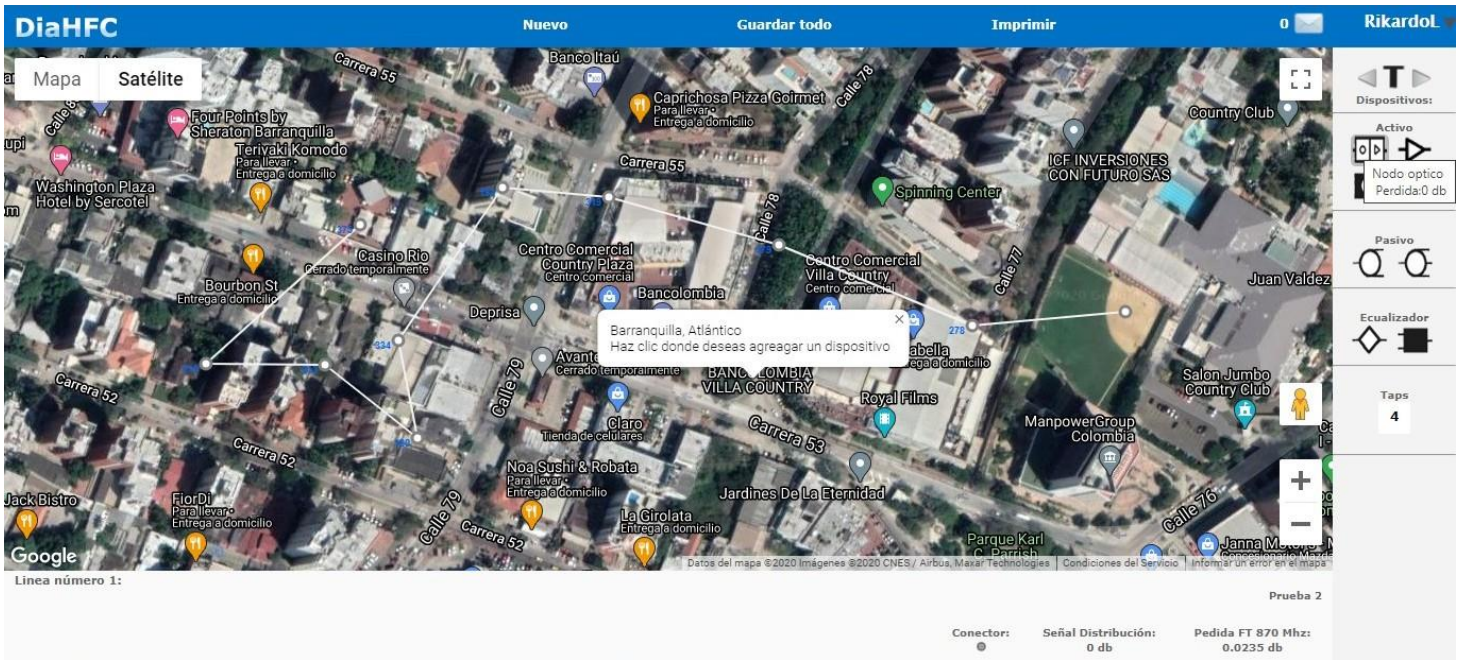 DiaHFC
Nuevo
Guardar todo
Imprimir
0
RikardoL
Mapa
Satélite
Carrera 55
Banco Itaú
Caprichosa Pizza Goirmet
Para llevar •
Entrega a domicilio
Calle 78
Country Club
Four Points by
Sheraton Barranquilla
Teriyaki Komodo
Para llevar •
Entrega a domicilio
Washington Plaza
Hotel by Sercotel
Carrera 55
ICF INVERSIONES
CON FUTURO SAS
Spinning Center
Calle 78
Casino Rio
Cerrado temporalmente
Centro Comercial
Country Plaza
Centro comercial
Centro Comercial
Villa Country
Centro comercial
Calle 77
Juan Valdez
Bourbon St
Entrega a domicilio
Bancolombia
Deprisa
278
334
Barranquilla, Atlántico
Haz clic donde deseas agreagar un dispositivo
Cerrado temporalmente
BANCOLOMBIA
VILLA COUNTRY
Salon Jumbo
Country Club
Carrera 52
Calle 79
Claro
Tienda de celulares
Royal Films
Carrera 53
ManpowerGroup
Colombia
Carrera 52
Noa Sushi & Robata
Para llevar •
Entrega a domicilio
Jardines De La Eternidad
Jack Bistro
FiorDi
Para llevar •
Entrega a domicilio
Calle 79
Carrera 52
La Girolata
Entrega a domicilio
Calle 76
Parque Karl
C. Parrish
Google
Datos del mapa ©2020 Imágenes ©2020 CNES / Airbus, Maxar Technologies
Condiciones del Servicio
Informar un error en el mapa
T
Dispositivos:
Activo
Nodo optico
Perdida:0 db
Pasivo
Ecualizador
Taps
4
Linea número 1:
Prueba 2
Conector:
Señal Distribución:
0 db
Pedida FT 870 Mhz:
0.0235 db